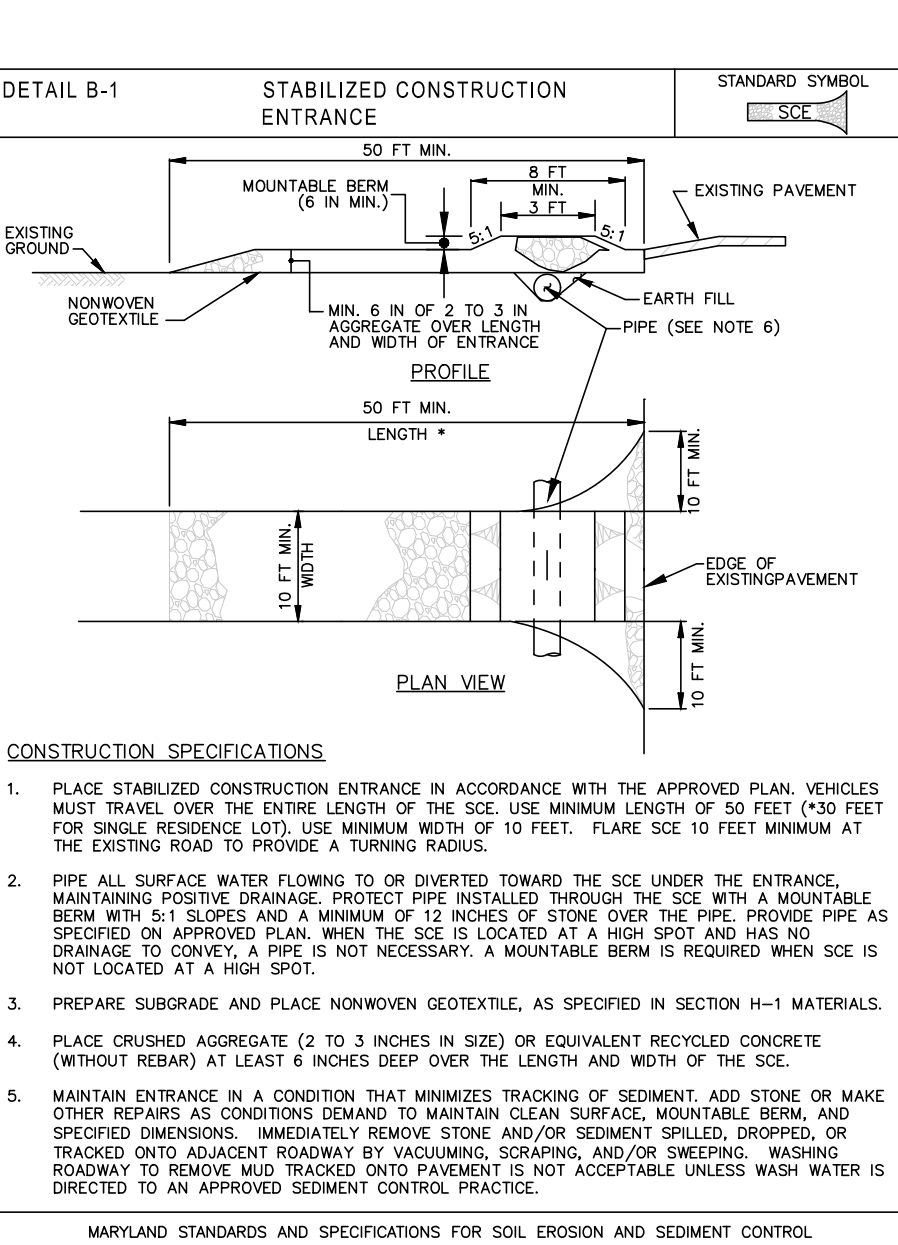 DETAIL B-1
STABILIZED CONSTRUCTION
ENTRANCE
STANDARD SYMBOL
SCE
50 FT MIN.
8 FT
MIN.
3 FT
MOUNTABLE BERM
(6 IN MIN.)
5:1
5:1
EXISTING PAVEMENT
EXISTING
GROUND
NONWOVEN
GEOTEXTILE
MIN. 6 IN OF 2 TO 3 IN
AGGREGATE OVER LENGTH
AND WIDTH OF ENTRANCE
EARTH FILL
PIPE (SEE NOTE 6)
PROFILE
50 FT MIN.
LENGTH *
10 FT MIN.
10 FT MIN.
WIDTH
EDGE OF
EXISTINGPAVEMENT
10 FT MIN.
PLAN VIEW
CONSTRUCTION SPECIFICATIONS
1. PLACE STABILIZED CONSTRUCTION ENTRANCE IN ACCORDANCE WITH THE APPROVED PLAN. VEHICLES
MUST TRAVEL OVER THE ENTIRE LENGTH OF THE SCE. USE MINIMUM LENGTH OF 50 FEET (*30 FEET
FOR SINGLE RESIDENCE LOT). USE MINIMUM WIDTH OF 10 FEET. FLARE SCE 10 FEET MINIMUM AT
THE EXISTING ROAD TO PROVIDE A TURNING RADIUS.
2. PIPE ALL SURFACE WATER FLOWING TO OR DIVERTED TOWARD THE SCE UNDER THE ENTRANCE,
MAINTAINING POSITIVE DRAINAGE. PROTECT PIPE INSTALLED THROUGH THE SCE WITH A MOUNTABLE
BERM WITH 5:1 SLOPES AND A MINIMUM OF 12 INCHES OF STONE OVER THE PIPE. PROVIDE PIPE AS
SPECIFIED ON APPROVED PLAN. WHEN THE SCE IS LOCATED AT A HIGH SPOT AND HAS NO
DRAINAGE TO CONVEY, A PIPE IS NOT NECESSARY. A MOUNTABLE BERM IS REQUIRED WHEN SCE IS
NOT LOCATED AT A HIGH SPOT.
3. PREPARE SUBGRADE AND PLACE NONWOVEN GEOTEXTILE, AS SPECIFIED IN SECTION H-1 MATERIALS.
4. PLACE CRUSHED AGGREGATE (2 TO 3 INCHES IN SIZE) OR EQUIVALENT RECYCLED CONCRETE
(WITHOUT REBAR) AT LEAST 6 INCHES DEEP OVER THE LENGTH AND WIDTH OF THE SCE.
5. MAINTAIN ENTRANCE IN A CONDITION THAT MINIMIZES TRACKING OF SEDIMENT. ADD STONE OR MAKE
OTHER REPAIRS AS CONDITIONS DEMAND TO MAINTAIN CLEAN SURFACE, MOUNTABLE BERM, AND
SPECIFIED DIMENSIONS. IMMEDIATELY REMOVE STONE AND/OR SEDIMENT SPILLED, DROPPED, OR
TRACKED ONTO ADJACENT ROADWAY BY VACUUMING, SCRAPING, AND/OR SWEEPING. WASHING
ROADWAY TO REMOVE MUD TRACKED ONTO PAVEMENT IS NOT ACCEPTABLE UNLESS WASH WATER IS
DIRECTED TO AN APPROVED SEDIMENT CONTROL PRACTICE.
MARYLAND STANDARDS AND SPECIFICATIONS FOR SOIL EROSION AND SEDIMENT CONTROL